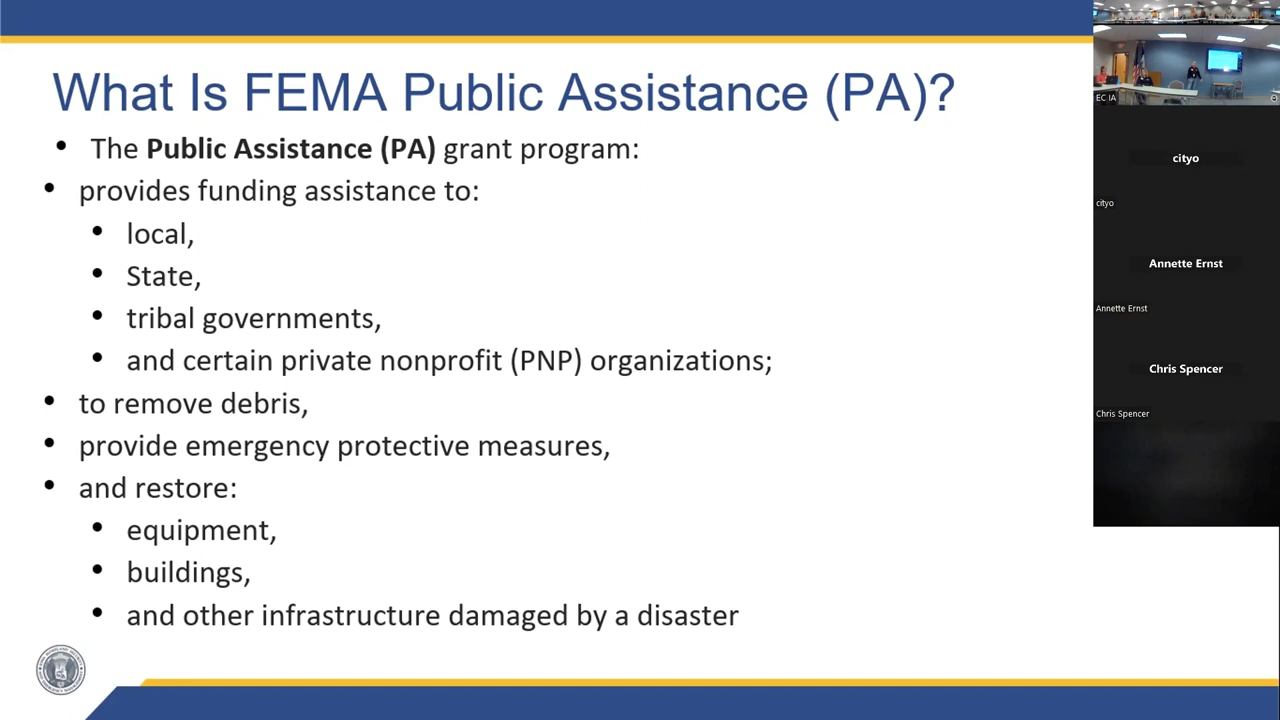 What Is FEMA Public Assistance (PA)?
• The Public Assistance (PA) grant program:
• provides funding assistance to:
• local,
• State,
• tribal governments,
• and certain private nonprofit (PNP) organizations;
• to remove debris,
• provide emergency protective measures,
• and restore:
• equipment,
• buildings,
• and other infrastructure damaged by a disaster
EC IA
cityo
cityo
Annette Ernst
Annette Ernst
Chris Spencer
Chris Spencer